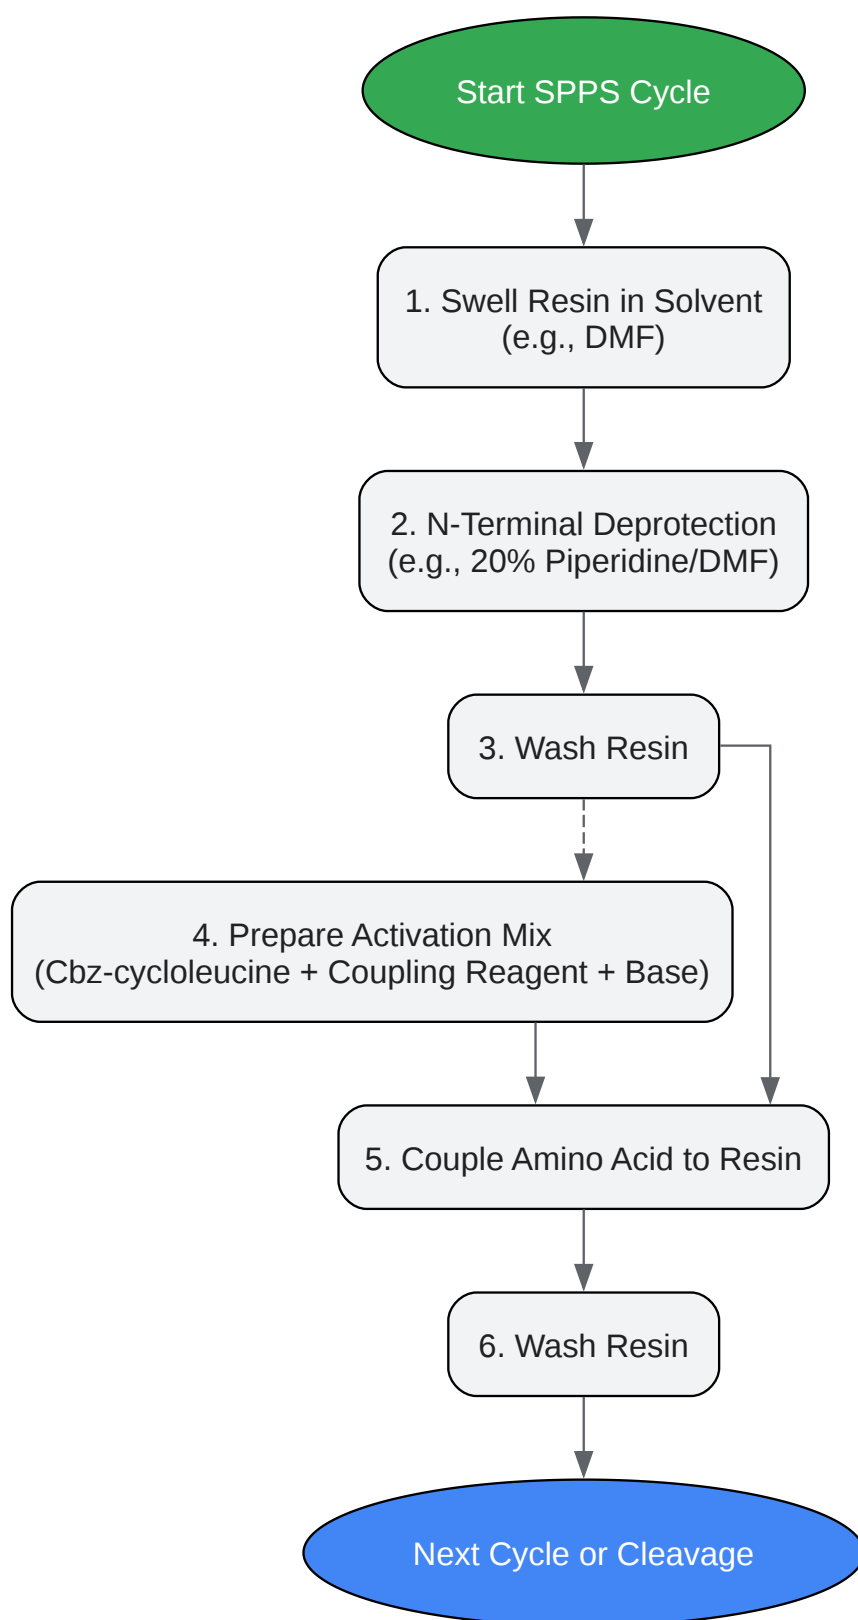 Start SPPS Cycle
1. Swell Resin in Solvent
(e.g., DMF)
2. N-Terminal Deprotection
(e.g., 20% Piperidine/DMF)
3. Wash Resin
4. Prepare Activation Mix
(Cbz-cycloleucine + Coupling Reagent + Base)
5. Couple Amino Acid to Resin
6. Wash Resin
Next Cycle or Cleavage